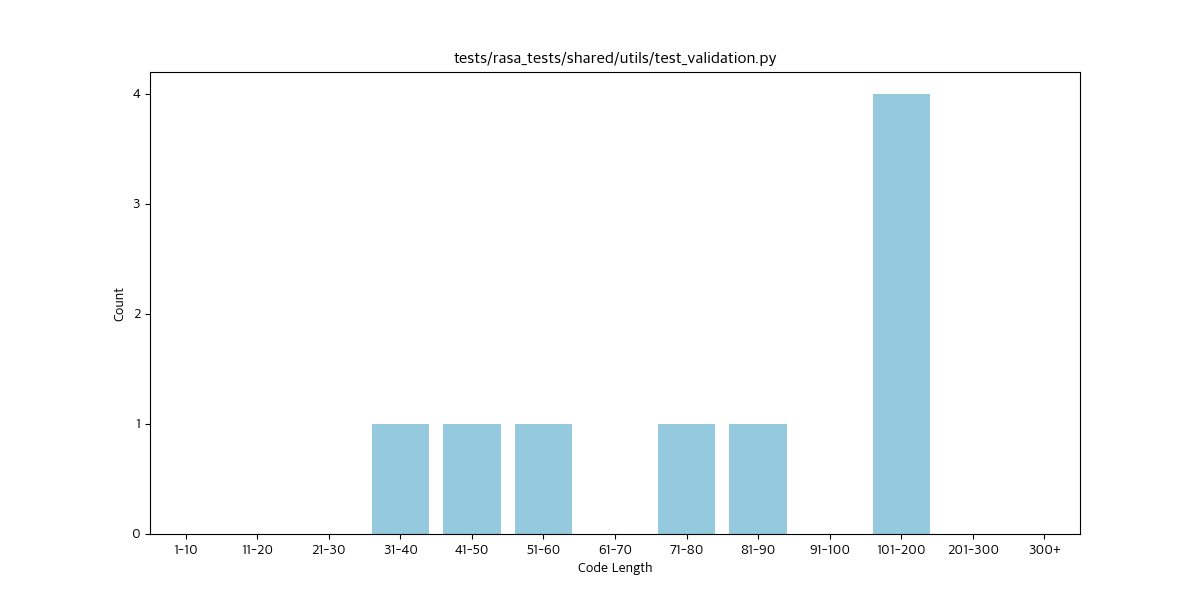 tests/rasa_tests/shared/utils/test_validation.py
Count
4
3
2
1
0
1-10 11-20 21-30 31-40 41-50 51-60 61-70 71-80 81-90 91-100 101-200 201-300 300+
Code Length